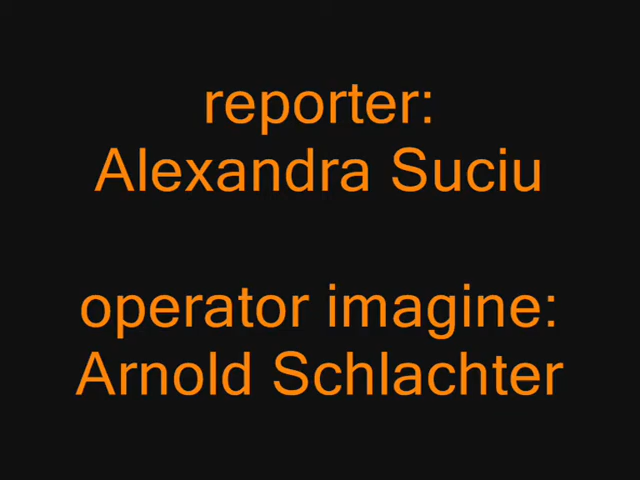 reporter:
Alexandra Suciu
operator imagine:
Arnold Schlachter